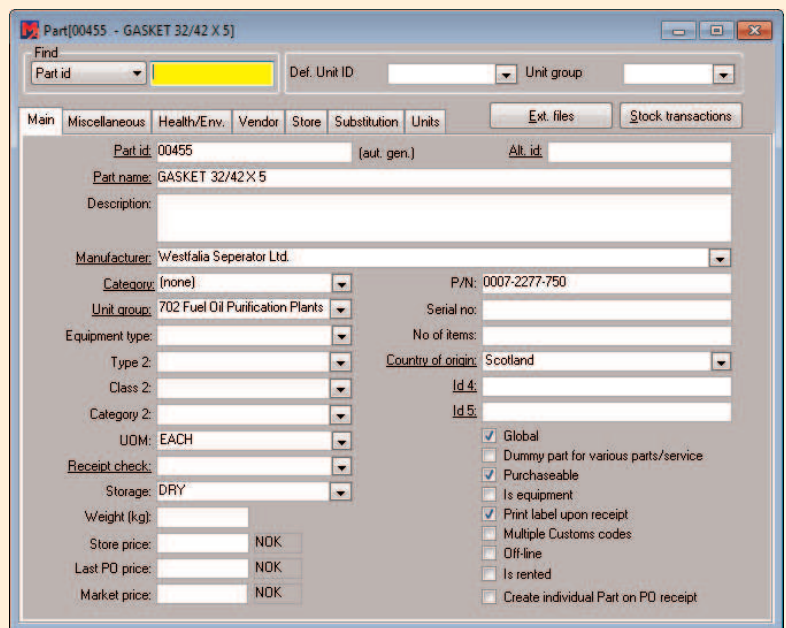 Part[00455 - GASKET 32/42 X 5]
Find
Part id
Def. Unit ID
Unit group
Main Miscellaneous Health/Env. Vendor Store Substitution Units
Ext. files Stock transactions
Part id: 00455 (aut. gen.) Alt. id:
Part name: GASKET 32/42 X 5
Description:
Manufacturer: Westfalia Seperator Ltd.
Category: (none) P/N: 0007-2277-750
Unit group: 702 Fuel Oil Purification Plants Serial no:
Equipment type: No of items:
Type 2: Country of origin: Scotland
Class 2: Id 4:
Category 2: Id 5:
UOM: EACH
Receipt check:
Storage: DRY
Weight (kg):
Store price: NOK
Last PO price: NOK
Market price: NOK
Global
Dummy part for various parts/service
Purchaseable
Is equipment
Print label upon receipt
Multiple Customs codes
Off-line
Is rented
Create individual Part on PO receipt